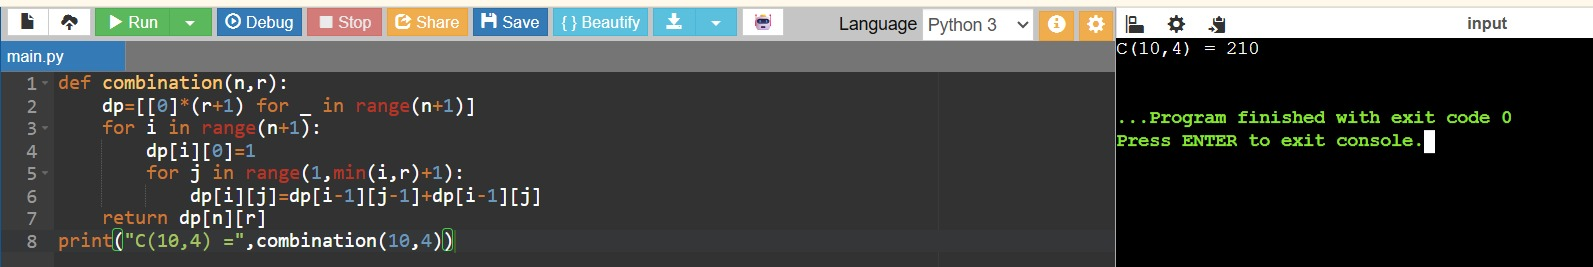 Run Debug Stop Share Save { } Beautify Language Python 3 input
main.py
1 def combination(n,r):
2 dp=[[0]*(r+1) for _ in range(n+1)]
3 for i in range(n+1):
4 dp[i][0]=1
5 for j in range(1,min(i,r)+1):
6 dp[i][j]=dp[i-1][j-1]+dp[i-1][j]
7 return dp[n][r]
8 print("C(10,4) =",combination(10,4))
C(10,4) = 210
...Program finished with exit code 0
Press ENTER to exit console.